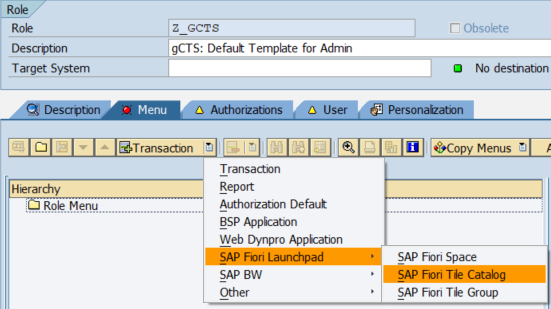 Role
Role Z_GCTS Obsolete
Description gCTS: Default Template for Admin
Target System No destination
Description Menu Authorizations User Personalization
Transaction Copy Menus
Hierarchy
Role Menu
Transaction
Report
Authorization Default
BSP Application
Web Dynpro Application
SAP Fiori Launchpad
SAP BW
Other
SAP Fiori Space
SAP Fiori Tile Catalog
SAP Fiori Tile Group